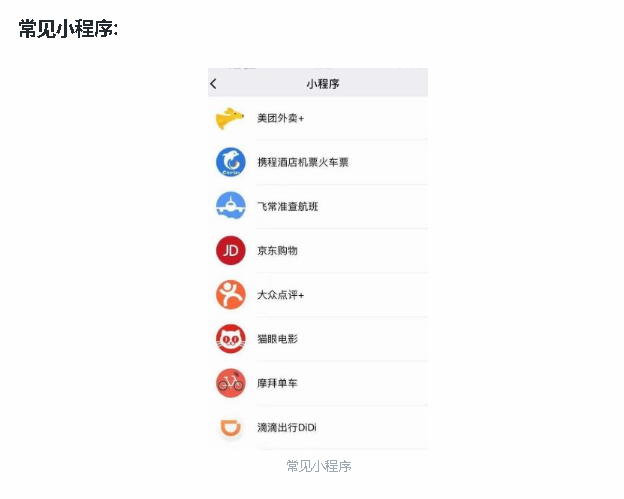 常见小程序:
小程序
美团外卖+
携程酒店机票火车票
飞常准查航班
JD
京东购物
大众点评+
猫眼电影
摩拜单车
滴滴出行DiDi
常见小程序